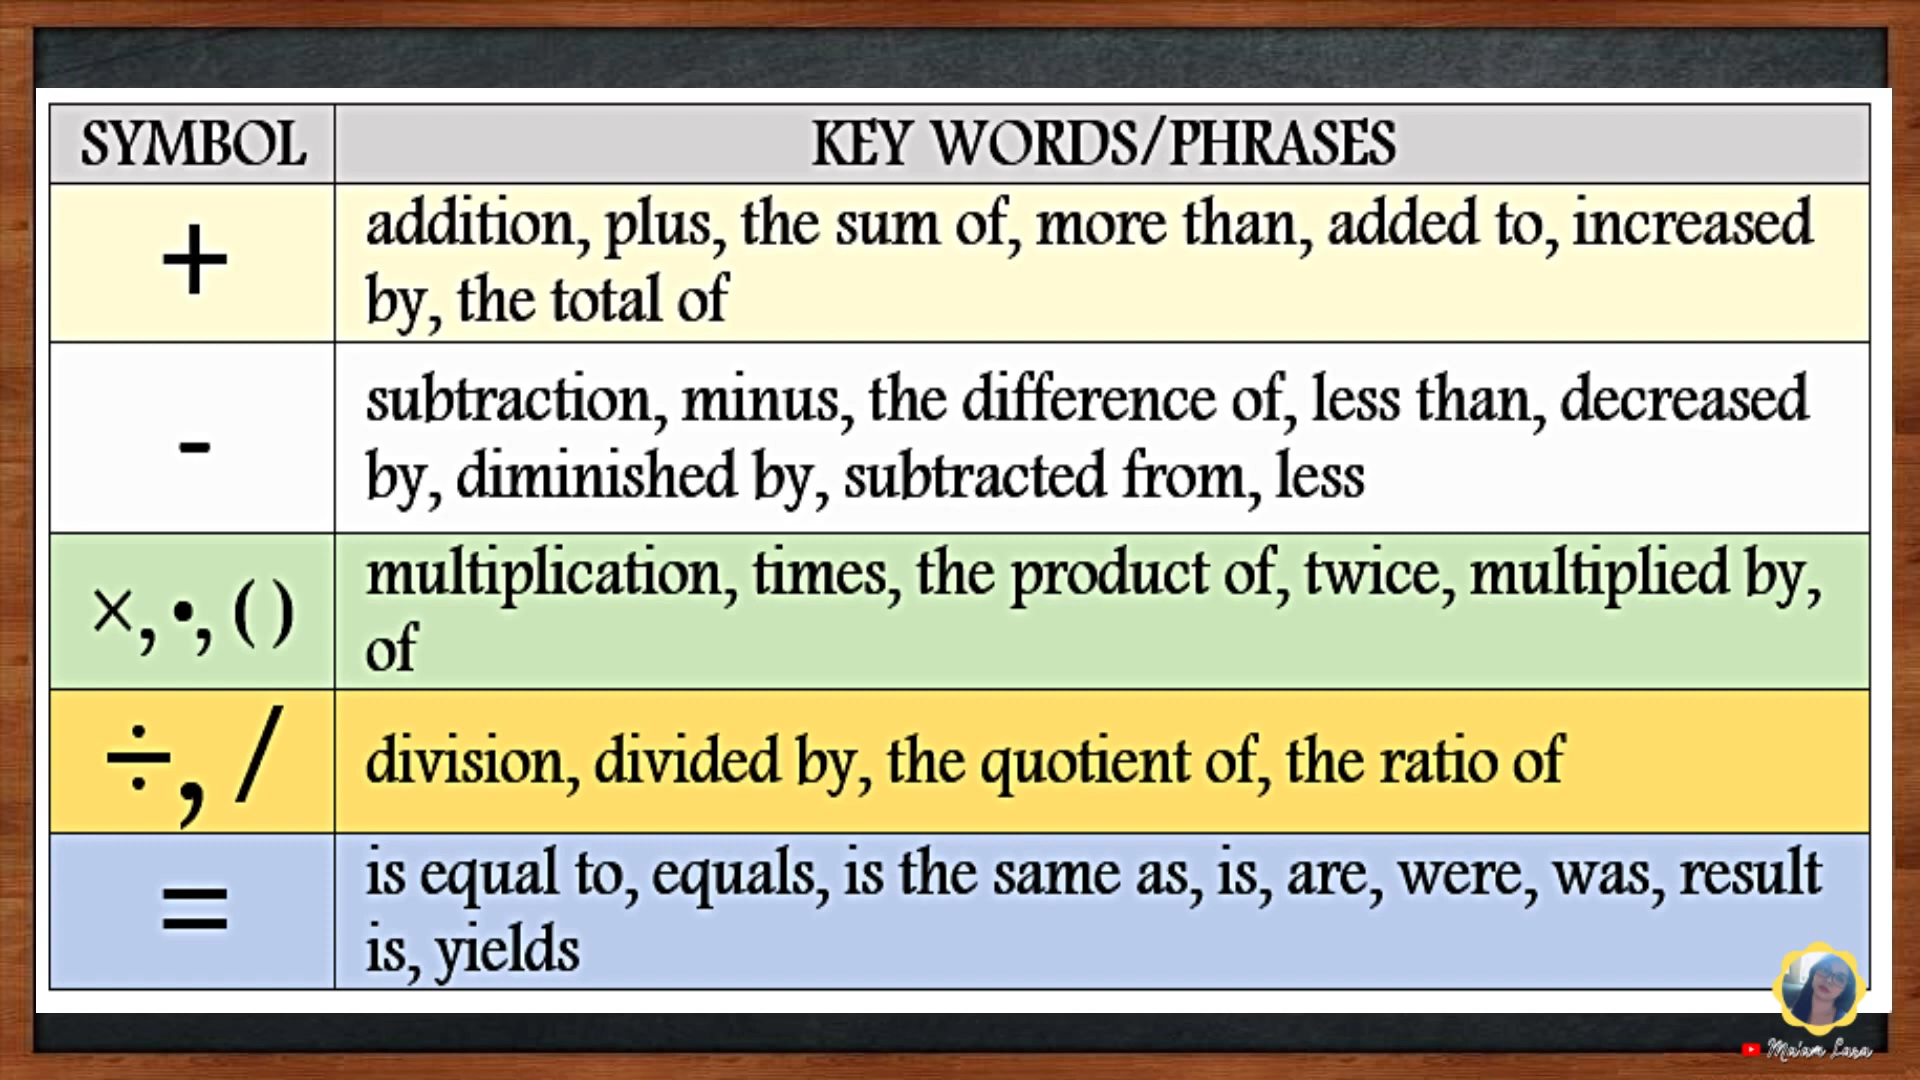 SYMBOL
KEY WORDS/PHRASES
+
addition, plus, the sum of, more than, added to, increased
by, the total of
-
subtraction, minus, the difference of, less than, decreased
by, diminished by, subtracted from, less
×, •, ( )
multiplication, times, the product of, twice, multiplied by,
of
÷, /
division, divided by, the quotient of, the ratio of
=
is equal to, equals, is the same as, is, are, were, was, result
is, yields
Ma'am Lara